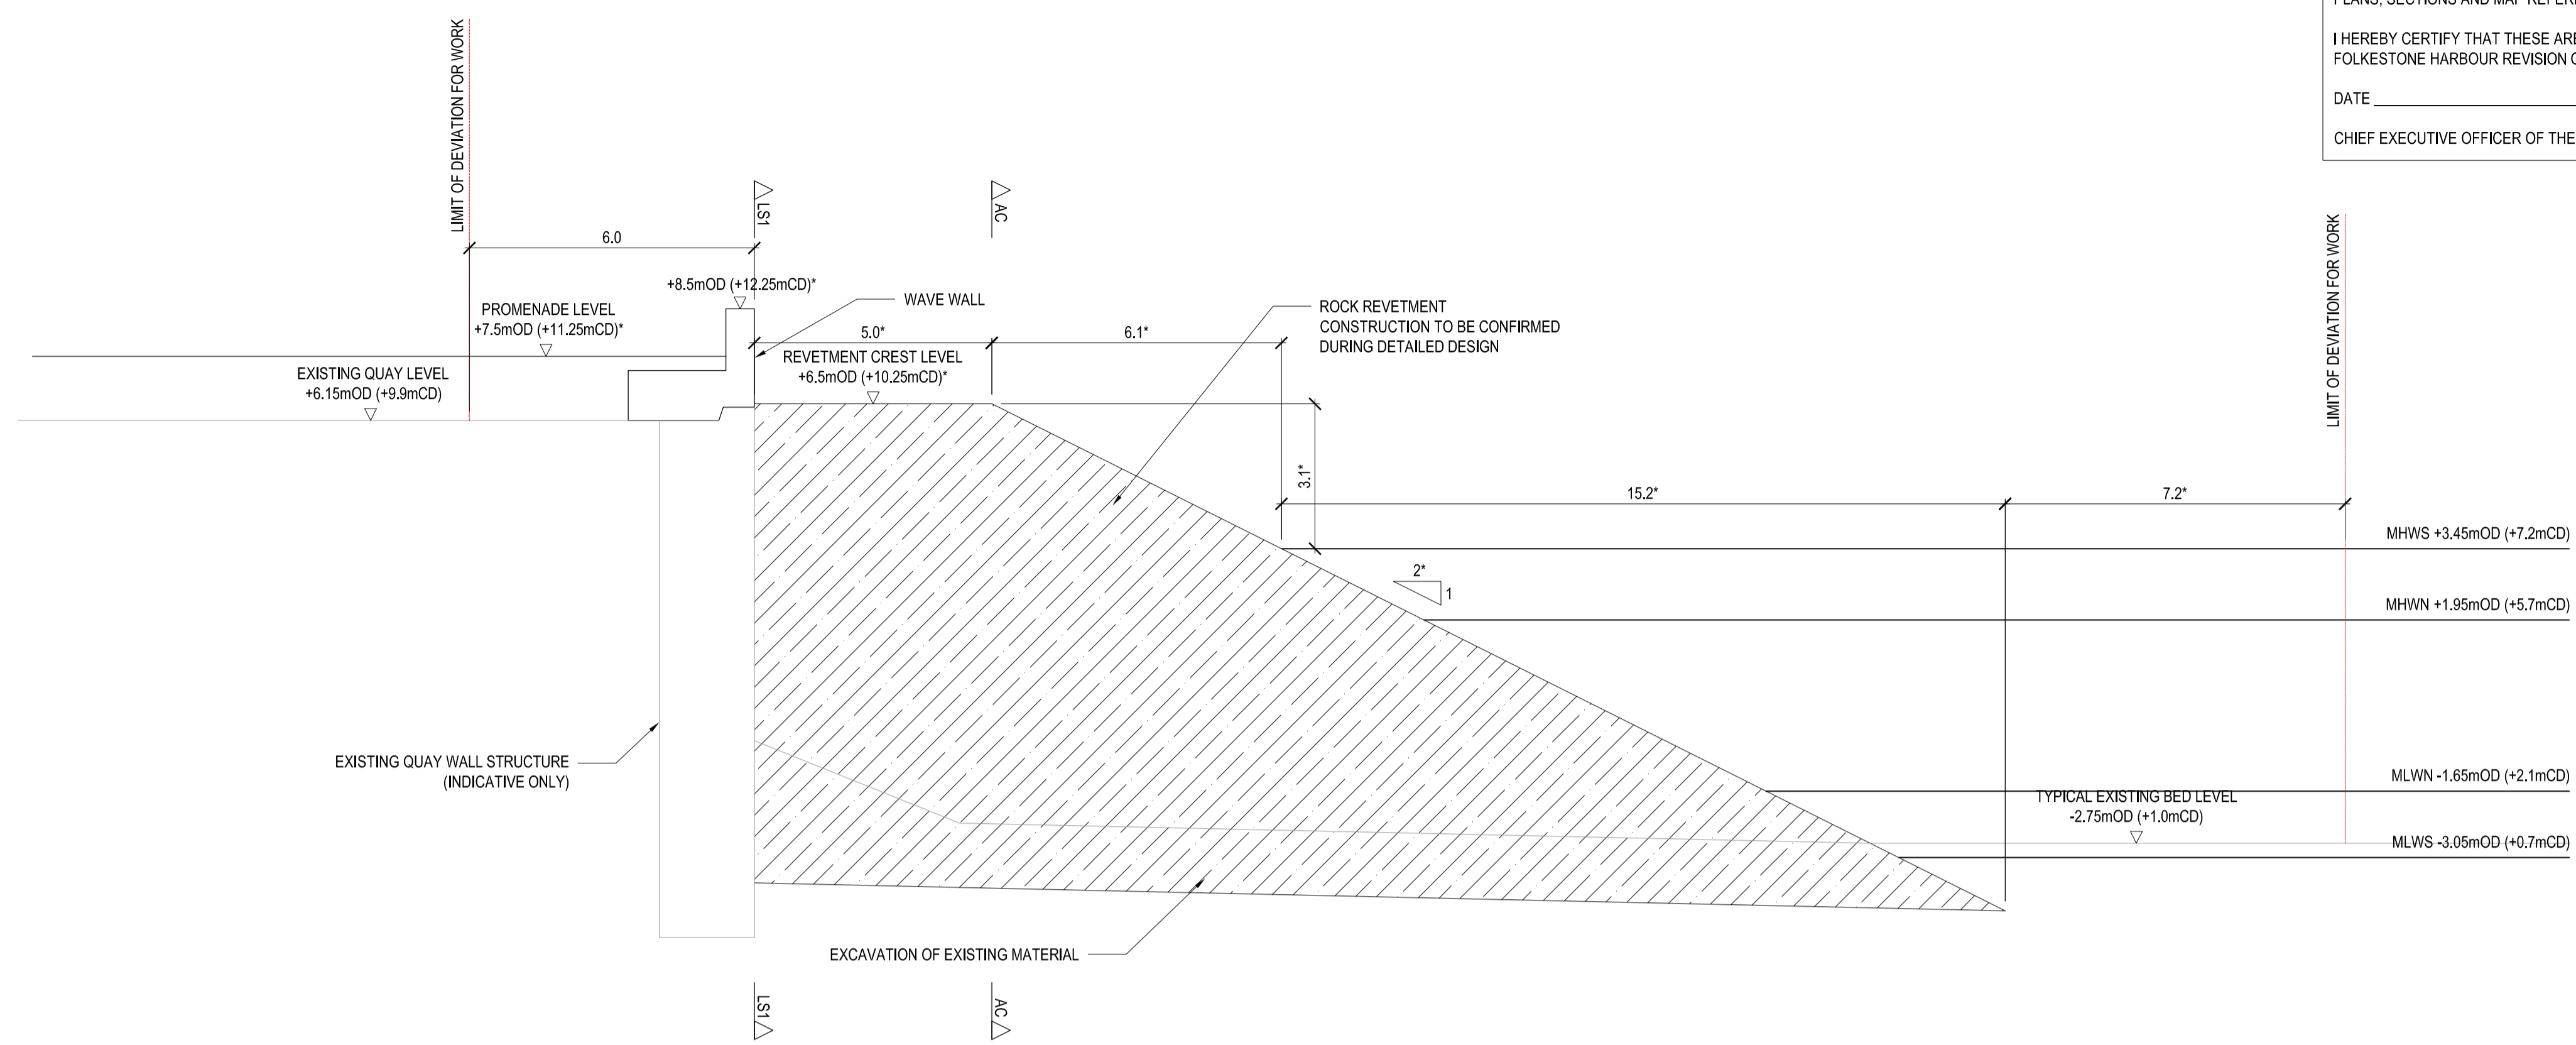 PLANS, SECTIONS AND MAP REFER
I HEREBY CERTIFY THAT THESE ARE
FOLKESTONE HARBOUR REVISION O
DATE
CHIEF EXECUTIVE OFFICER OF THE
LIMIT OF DEVIATION FOR WORK
LS1
AC
LIMIT OF DEVIATION FOR WORK
6.0
+8.5mOD (+12.25mCD)*
WAVE WALL
PROMENADE LEVEL
+7.5mOD (+11.25mCD)*
5.0*
6.1*
ROCK REVETMENT
CONSTRUCTION TO BE CONFIRMED
DURING DETAILED DESIGN
REVETMENT CREST LEVEL
+6.5mOD (+10.25mCD)*
EXISTING QUAY LEVEL
+6.15mOD (+9.9mCD)
3.1*
15.2*
7.2*
MHWS +3.45mOD (+7.2mCD)
2*
1
MHWN +1.95mOD (+5.7mCD)
EXISTING QUAY WALL STRUCTURE
(INDICATIVE ONLY)
MLWN -1.65mOD (+2.1mCD)
TYPICAL EXISTING BED LEVEL
-2.75mOD (+1.0mCD)
MLWS -3.05mOD (+0.7mCD)
EXCAVATION OF EXISTING MATERIAL
LS1
AC